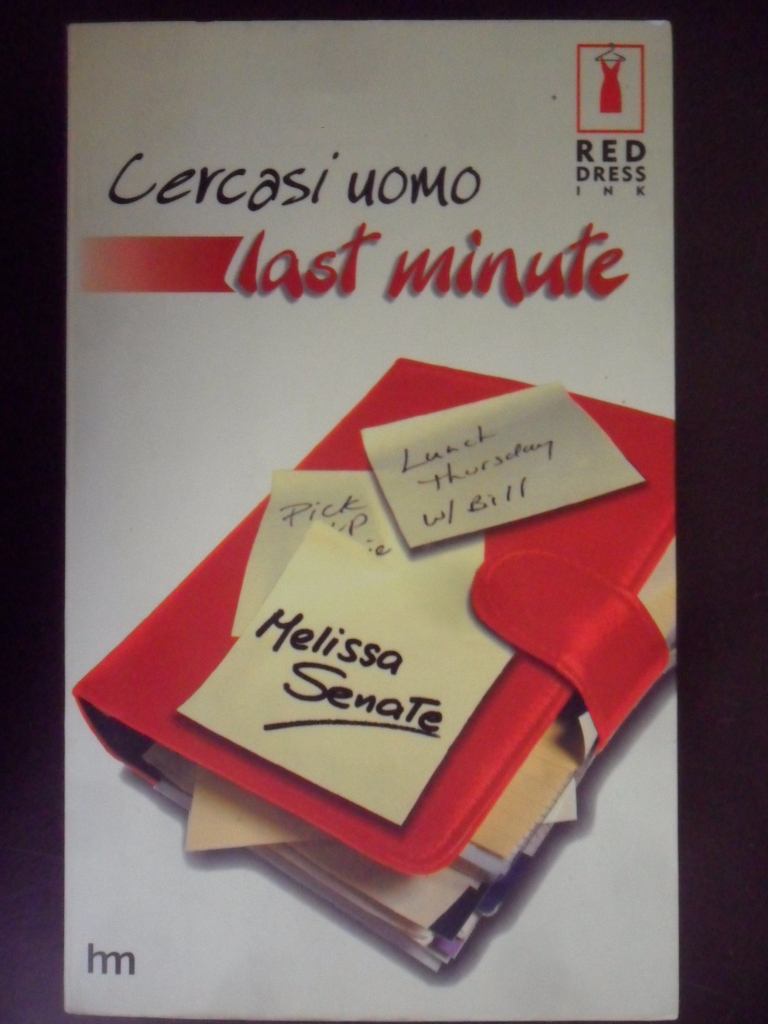 RED
DRESS
INK
Cercasi uomo
last minute
Lunch
Thursday
w/ Bill
Pick
Melissa
Senate
hm